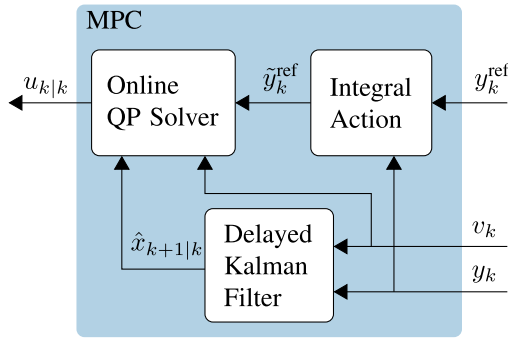 MPC
u_{k|k}
Online
QP Solver
ỹ_k^{ref}
Integral
Action
y_k^{ref}
x̂_{k+1|k}
Delayed
Kalman
Filter
v_k
y_k